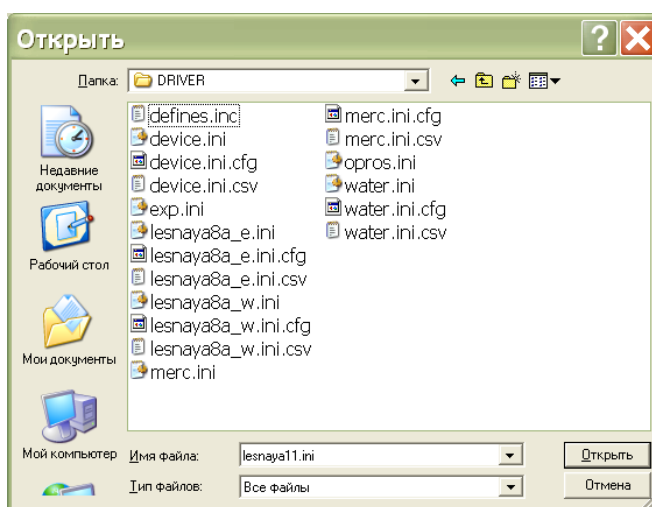 Открыть
Папка: DRIVER
Недавние документы
Рабочий стол
Мои документы
Мой компьютер
defines.inc
device.ini
device.ini.cfg
device.ini.csv
exp.ini
lesnaya8a_e.ini
lesnaya8a_e.ini.cfg
lesnaya8a_e.ini.csv
lesnaya8a_w.ini
lesnaya8a_w.ini.cfg
lesnaya8a_w.ini.csv
merc.ini
merc.ini.cfg
merc.ini.csv
opros.ini
water.ini
water.ini.cfg
water.ini.csv
Имя файла: lesnaya11.ini Открыть
Тип файлов: Все файлы Отмена